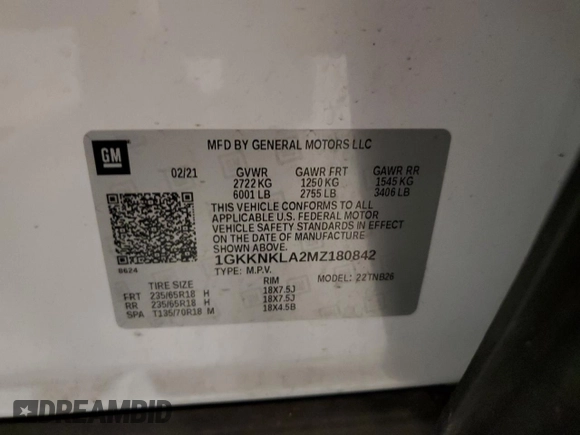 GM
MFD BY GENERAL MOTORS LLC
02/21 GVWR GAWR FRT GAWR RR
2722 KG 1250 KG 1545 KG
6001 LB 2755 LB 3406 LB
THIS VEHICLE CONFORMS TO ALL
APPLICABLE U.S. FEDERAL MOTOR
VEHICLE SAFETY STANDARDS IN EFFECT
ON THE DATE OF MANUFACTURE
SHOWN ABOVE.
1GKKNKLA2MZ180842
TYPE: M.P.V. MODEL: 22TNB26
8624
TIRE SIZE RIM
FRT 235/65R18 H 18X7.5J
RR 235/65R18 H 18X7.5J
SPA T135/70R18 M 18X4.5B
DREAMBID